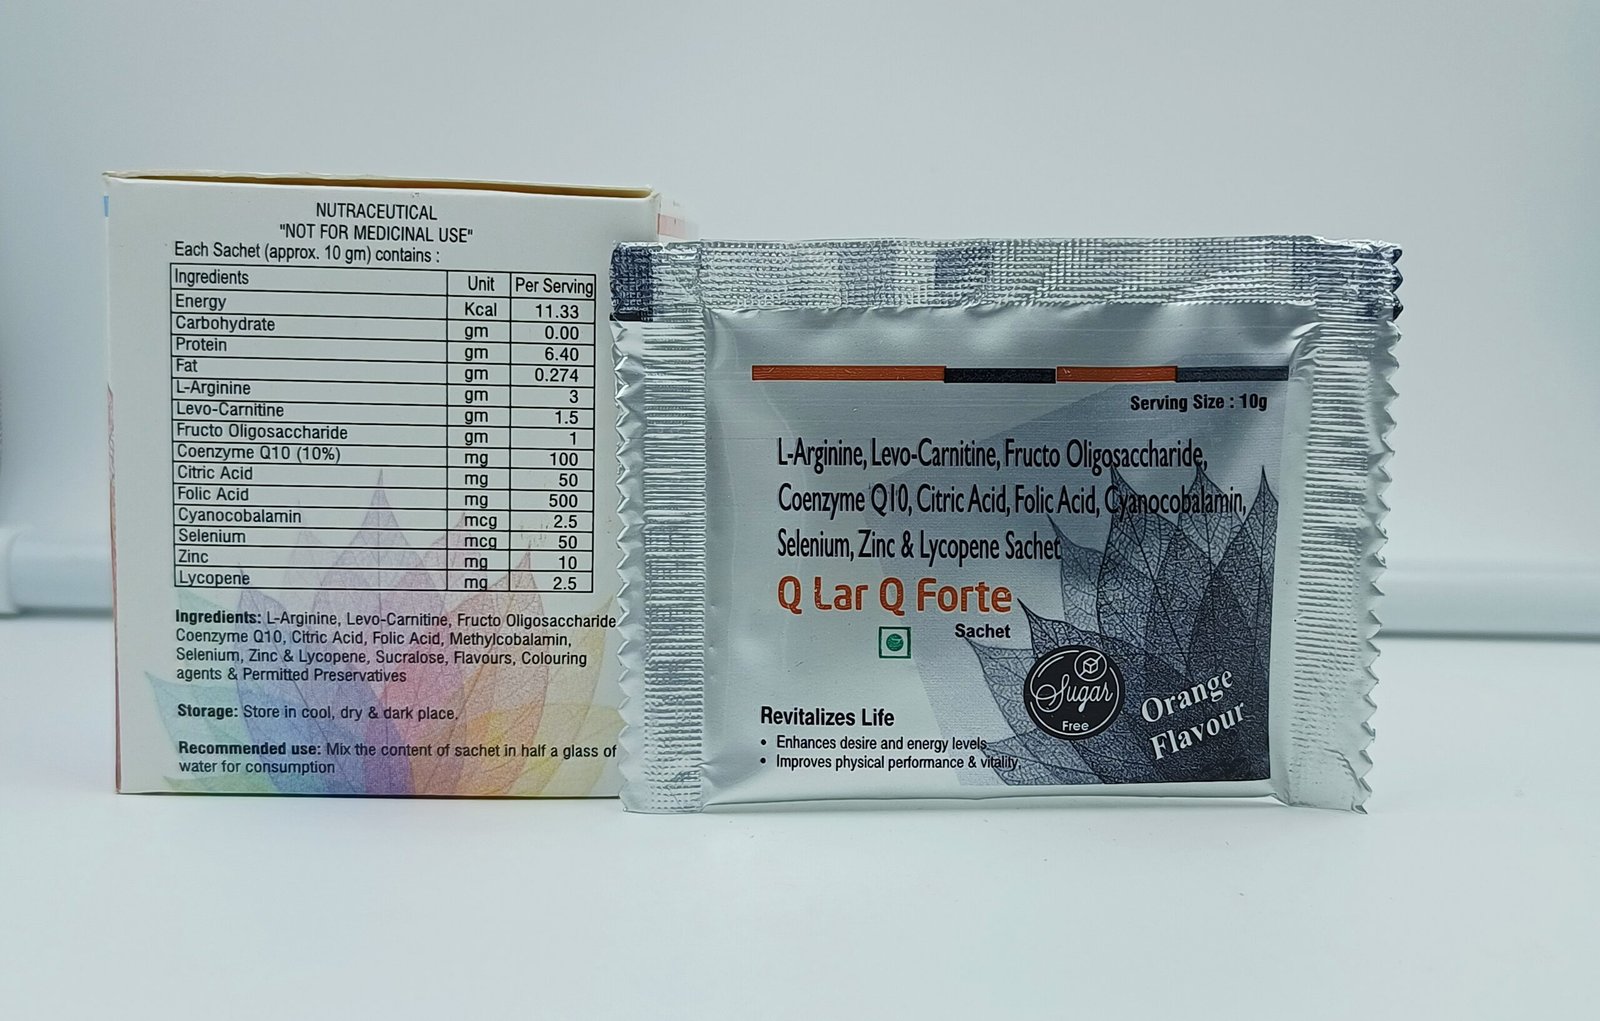 NUTRACEUTICAL
"NOT FOR MEDICINAL USE"
Each Sachet (approx. 10 gm) contains :
Ingredients Unit Per Serving
Energy Kcal 11.33
Carbohydrate gm 0.00
Protein gm 6.40
Fat gm 0.274
L-Arginine gm 3
Levo-Carnitine gm 1.5
Fructo Oligosaccharide gm 1
Coenzyme Q10 (10%) mg 100
Citric Acid mg 50
Folic Acid mg 500
Cyanocobalamin mcg 2.5
Selenium mcg 50
Zinc mg 10
Lycopene mg 2.5
Ingredients: L-Arginine, Levo-Carnitine, Fructo Oligosaccharide
Coenzyme Q10, Citric Acid, Folic Acid, Methylcobalamin,
Selenium, Zinc & Lycopene, Sucralose, Flavours, Colouring
agents & Permitted Preservatives
Storage: Store in cool, dry & dark place.
Recommended use: Mix the content of sachet in half a glass of
water for consumption
Serving Size : 10g
L-Arginine, Levo-Carnitine, Fructo Oligosaccharide,
Coenzyme Q10, Citric Acid, Folic Acid, Cyanocobalamin,
Selenium, Zinc & Lycopene Sachet
Q Lar Q Forte
Sachet
Sugar
Free
Orange
Flavour
Revitalizes Life
• Enhances desire and energy levels.
• Improves physical performance & vitality.